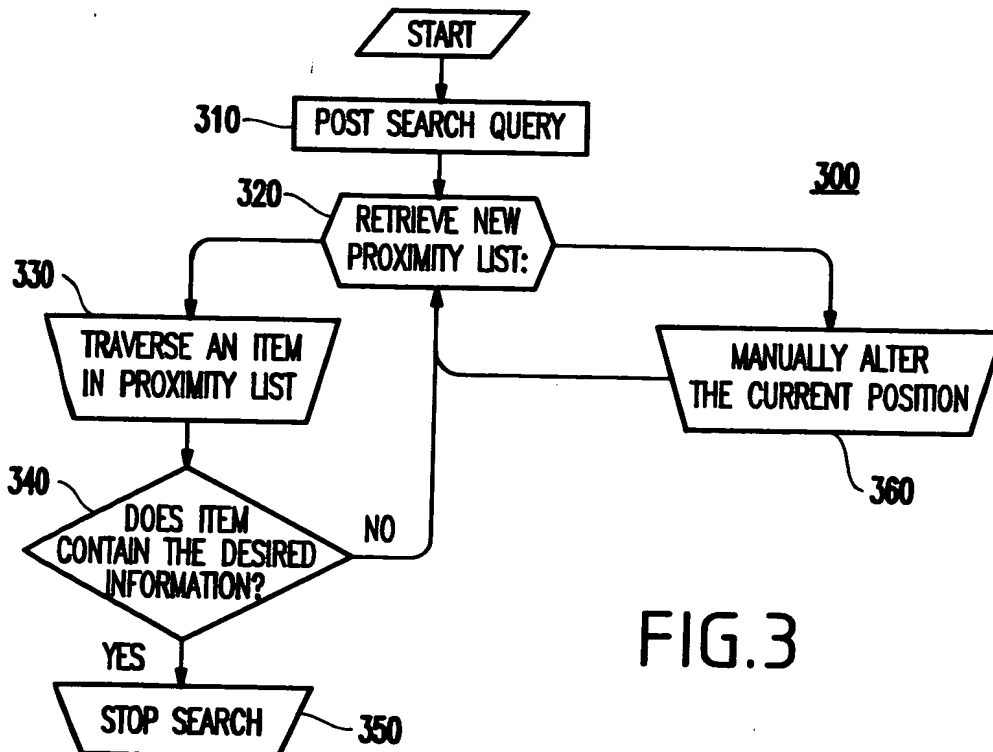 START
310
POST SEARCH QUERY
320
RETRIEVE NEW
PROXIMITY LIST:
300
330
TRAVERSE AN ITEM
IN PROXIMITY LIST
MANUALLY ALTER
THE CURRENT POSITION
360
340
DOES ITEM
CONTAIN THE DESIRED
INFORMATION?
NO
YES
STOP SEARCH
350
FIG.3